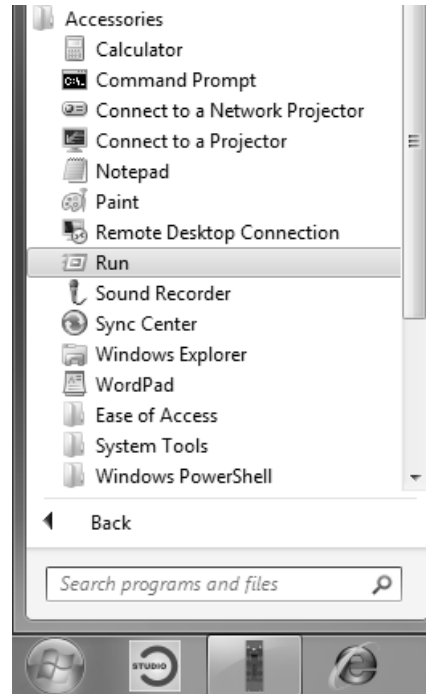 Accessories
Calculator
C:\.
Command Prompt
Connect to a Network Projector
Connect to a Projector
Notepad
Paint
Remote Desktop Connection
Run
Sound Recorder
Sync Center
Windows Explorer
WordPad
Ease of Access
System Tools
Windows PowerShell
Back
Search programs and files
STUDIO